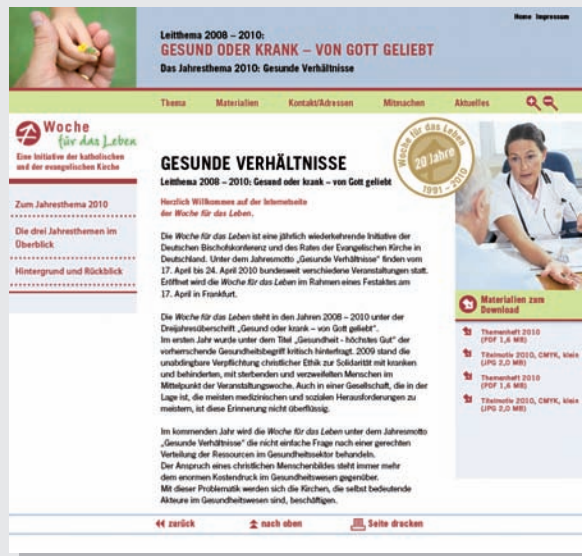 Home Impressum
Leitthema 2008 – 2010:
GESUND ODER KRANK – VON GOTT GELIEBT
Das Jahresthema 2010: Gesunde Verhältnisse
Thema Materialien Kontakt/Adressen Mitmachen Aktuelles
Woche
für das Leben
Eine Initiative der katholischen
und der evangelischen Kirche
Zum Jahresthema 2010
Die drei Jahresthemen im
Überblick
Hintergrund und Rückblick
Woche für das Leben
20 Jahre
1991 – 2010
GESUNDE VERHÄLTNISSE
Leitthema 2008 – 2010: Gesund oder krank – von Gott geliebt
Herzlich Willkommen auf der Internetseite
der Woche für das Leben.
Die Woche für das Leben ist eine jährlich wiederkehrende Initiative der
Deutschen Bischofskonferenz und des Rates der Evangelischen Kirche in
Deutschland. Unter dem Jahresmotto „Gesunde Verhältnisse“ finden vom
17. April bis 24. April 2010 bundesweit verschiedene Veranstaltungen statt.
Eröffnet wird die Woche für das Leben im Rahmen eines Festaktes am
17. April in Frankfurt.
Die Woche für das Leben steht in den Jahren 2008 – 2010 unter der
Dreijahresüberschrift „Gesund oder krank – von Gott geliebt“.
Im ersten Jahr wurde unter dem Titel „Gesundheit - höchstes Gut“ der
vorherrschende Gesundheitsbegriff kritisch hinterfragt. 2009 stand die
unabdingbare Verpflichtung christlicher Ethik zur Solidarität mit kranken
und behinderten, mit sterbenden und verzweifelten Menschen im
Mittelpunkt der Veranstaltungswoche. Auch in einer Gesellschaft, die in der
Lage ist, die meisten medizinischen und sozialen Herausforderungen zu
meistern, ist diese Erinnerung nicht überflüssig.
Im kommenden Jahr wird die Woche für das Leben unter dem Jahresmotto
„Gesunde Verhältnisse“ die nicht einfache Frage nach einer gerechten
Verteilung der Ressourcen im Gesundheitssektor behandeln.
Der Anspruch eines christlichen Menschenbildes steht immer mehr
dem enormen Kostendruck im Gesundheitswesen gegenüber.
Mit dieser Problematik werden sich die Kirchen, die selbst bedeutende
Akteure im Gesundheitswesen sind, beschäftigen.
Materialien zum
Download
Themenheft 2010
(PDF 1,6 MB)
Titelmotiv 2010, CMYK, klein
(JPG 2,0 MB)
Themenheft 2010
(PDF 1,6 MB)
Titelmotiv 2010, CMYK, klein
(JPG 2,0 MB)
zurück nach oben Seite drucken